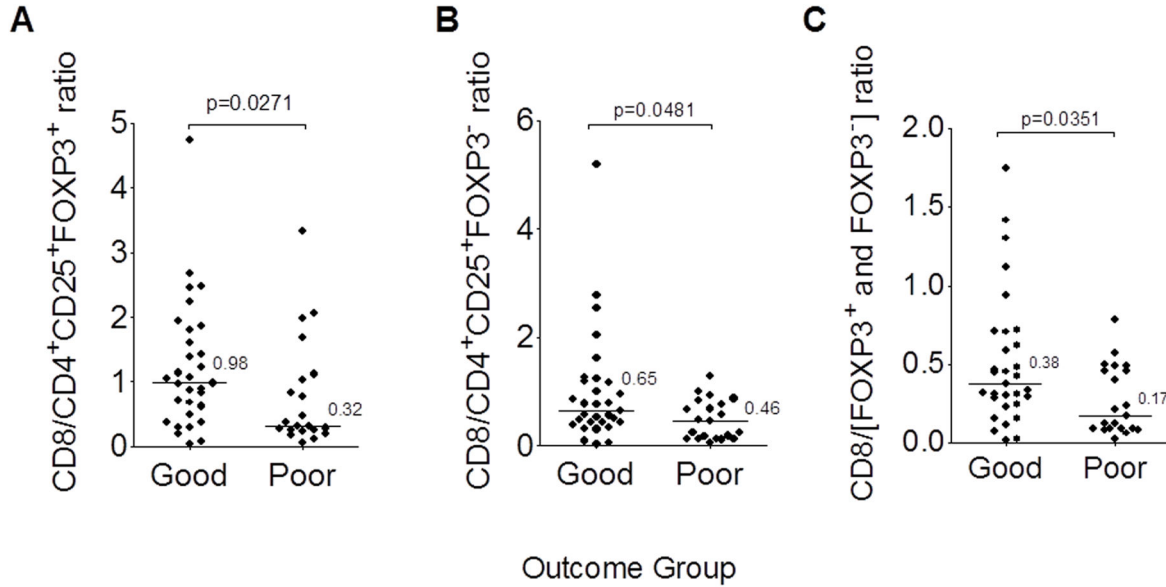 A
CD8/CD4⁺CD25⁺FOXP3⁺ ratio
p=0.0271
5
4
3
2
1
0
0.98
0.32
Good Poor
B
CD8/CD4⁺CD25⁺FOXP3⁻ ratio
p=0.0481
6
4
2
0
0.65
0.46
Good Poor
C
CD8/[FOXP3⁺ and FOXP3⁻] ratio
p=0.0351
2.0
1.5
1.0
0.5
0.0
0.38
0.17
Good Poor
Outcome Group